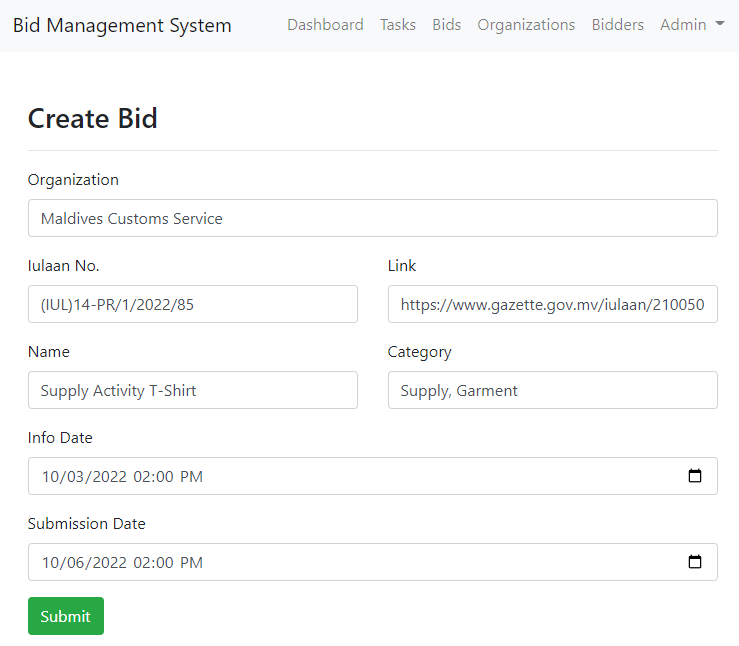 Bid Management System Dashboard Tasks Bids Organizations Bidders Admin
Create Bid
Organization
Maldives Customs Service
Iulaan No. Link
(IUL)14-PR/1/2022/85 https://www.gazette.gov.mv/iulaan/210050
Name Category
Supply Activity T-Shirt Supply, Garment
Info Date
10/03/2022 02:00 PM
Submission Date
10/06/2022 02:00 PM
Submit